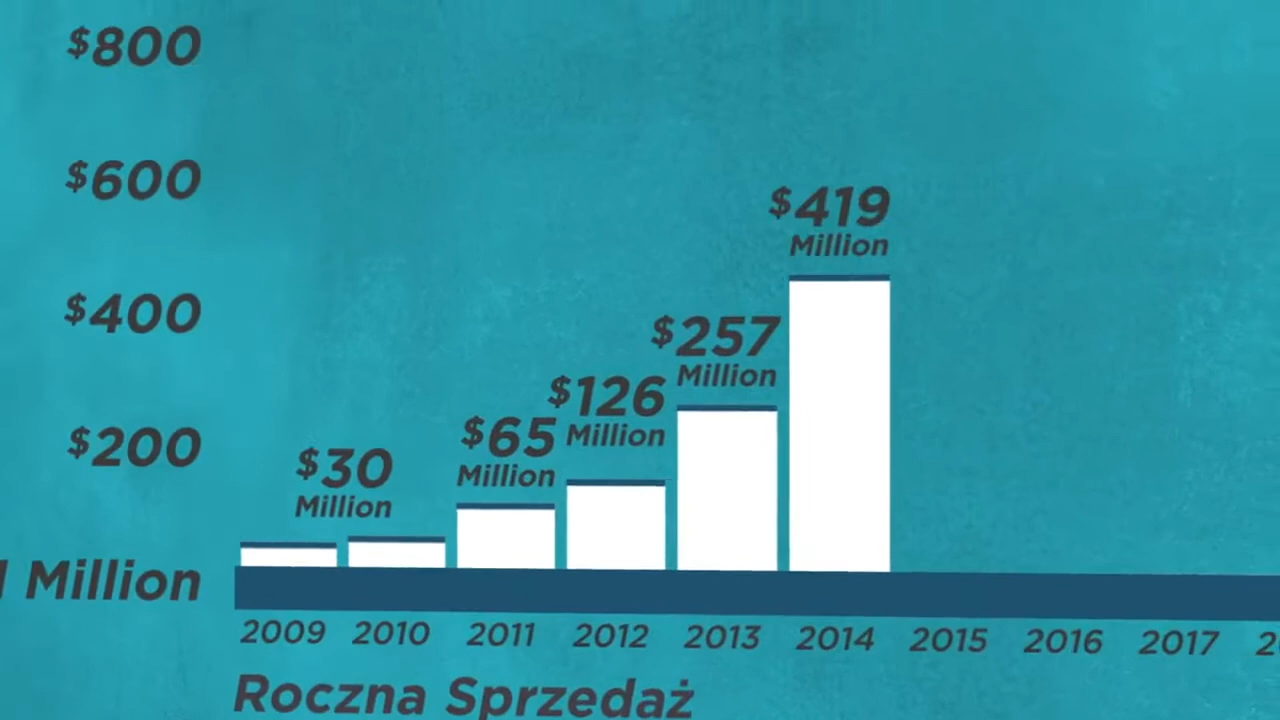 $800
$600
$400
$200
Million
$30
Million
$65
Million
$126
Million
$257
Million
$419
Million
2009 2010 2011 2012 2013 2014 2015 2016 2017
Roczna Sprzedaż